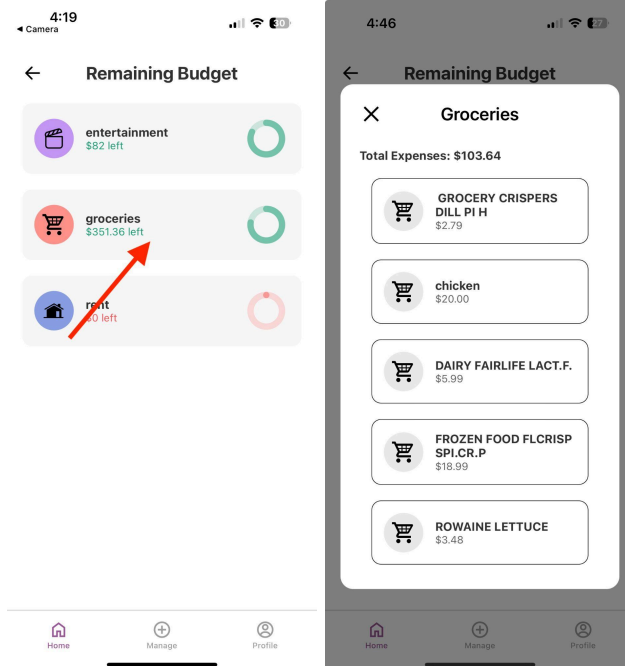 4:19
◀ Camera
30
Remaining Budget
entertainment
$82 left
groceries
$351.36 left
rent
$0 left
Home
Manage
Profile
4:46
27
Remaining Budget
Groceries
Total Expenses: $103.64
GROCERY CRISPERS
DILL PI H
$2.79
chicken
$20.00
DAIRY FAIRLIFE LACT.F.
$5.99
FROZEN FOOD FLCRISP
SPI.CR.P
$18.99
ROWAINE LETTUCE
$3.48
Home
Manage
Profile